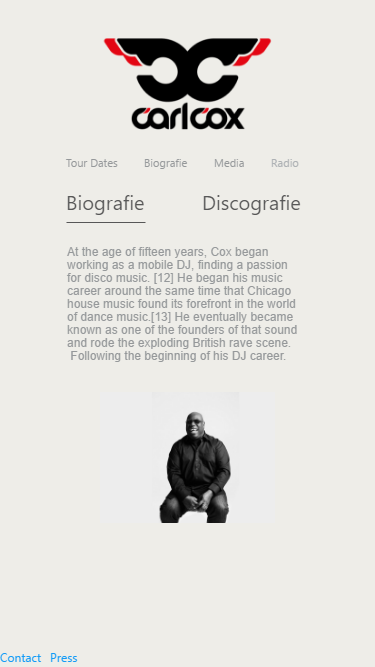 carl cox
Tour Dates Biografie Media Radio
Biografie Discografie
At the age of fifteen years, Cox began
working as a mobile DJ, finding a passion
for disco music. [12] He began his music
career around the same time that Chicago
house music found its forefront in the world
of dance music.[13] He eventually became
known as one of the founders of that sound
and rode the exploding British rave scene.
Following the beginning of his DJ career.
Contact Press